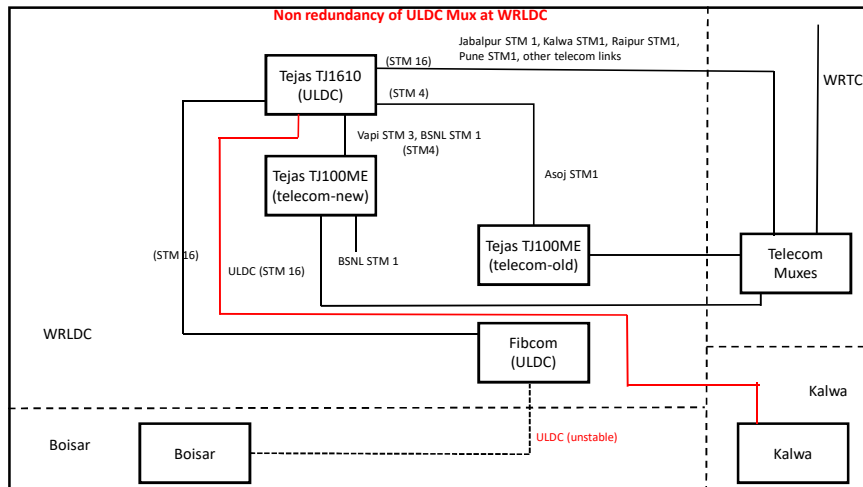 Non redundancy of ULDC Mux at WRLDC
Jabalpur STM 1, Kalwa STM1, Raipur STM1,
Pune STM1, other telecom links
(STM 16)
Tejas TJ1610
(ULDC)
(STM 4)
WRTC
Vapi STM 3, BSNL STM 1
(STM4)
Tejas TJ100ME
(telecom-new)
Asoj STM1
(STM 16)
ULDC (STM 16)
BSNL STM 1
Tejas TJ100ME
(telecom-old)
Telecom
Muxes
WRLDC
Fibcom
(ULDC)
Kalwa
Boisar
Boisar
ULDC (unstable)
Kalwa